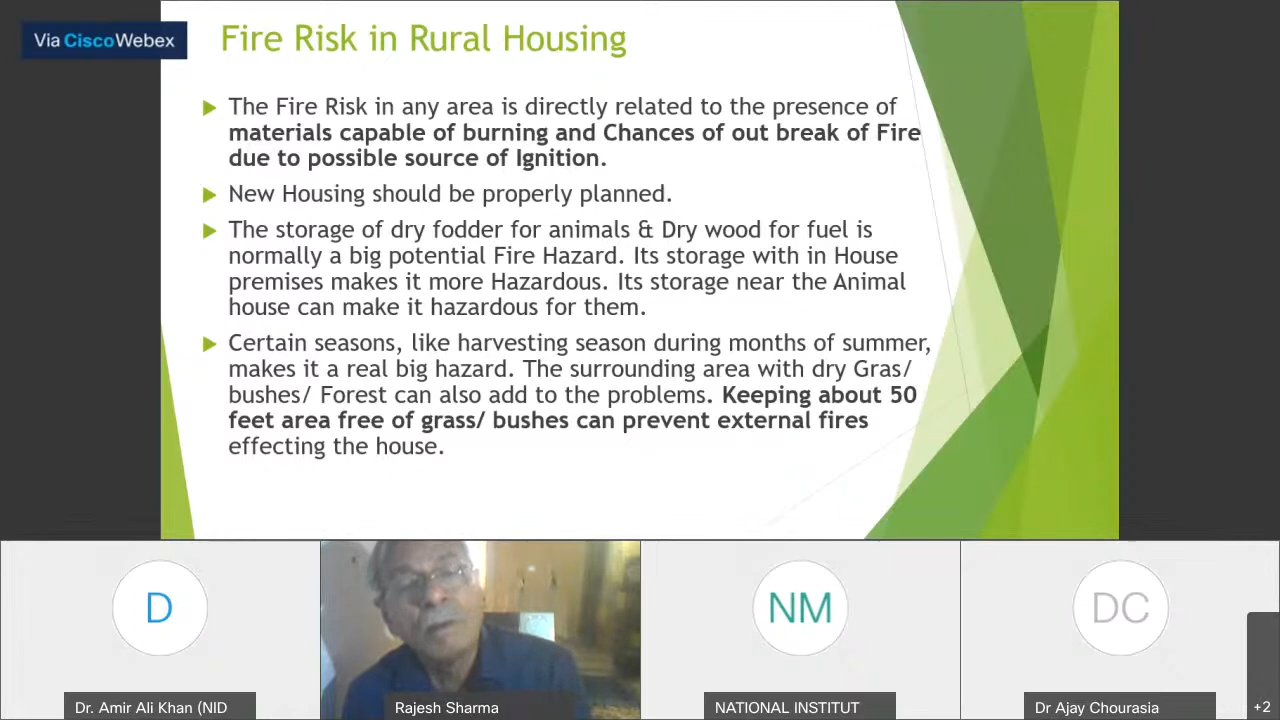 Via CiscoWebex
Fire Risk in Rural Housing
The Fire Risk in any area is directly related to the presence of
materials capable of burning and Chances of out break of Fire
due to possible source of Ignition.
New Housing should be properly planned.
The storage of dry fodder for animals & Dry wood for fuel is
normally a big potential Fire Hazard. Its storage with in House
premises makes it more Hazardous. Its storage near the Animal
house can make it hazardous for them.
Certain seasons, like harvesting season during months of summer,
makes it a real big hazard. The surrounding area with dry Gras/
bushes/ Forest can also add to the problems. Keeping about 50
feet area free of grass/ bushes can prevent external fires
effecting the house.
D
NM
DC
Dr. Amir Ali Khan (NID
Rajesh Sharma
NATIONAL INSTITUT
Dr Ajay Chourasia
+2